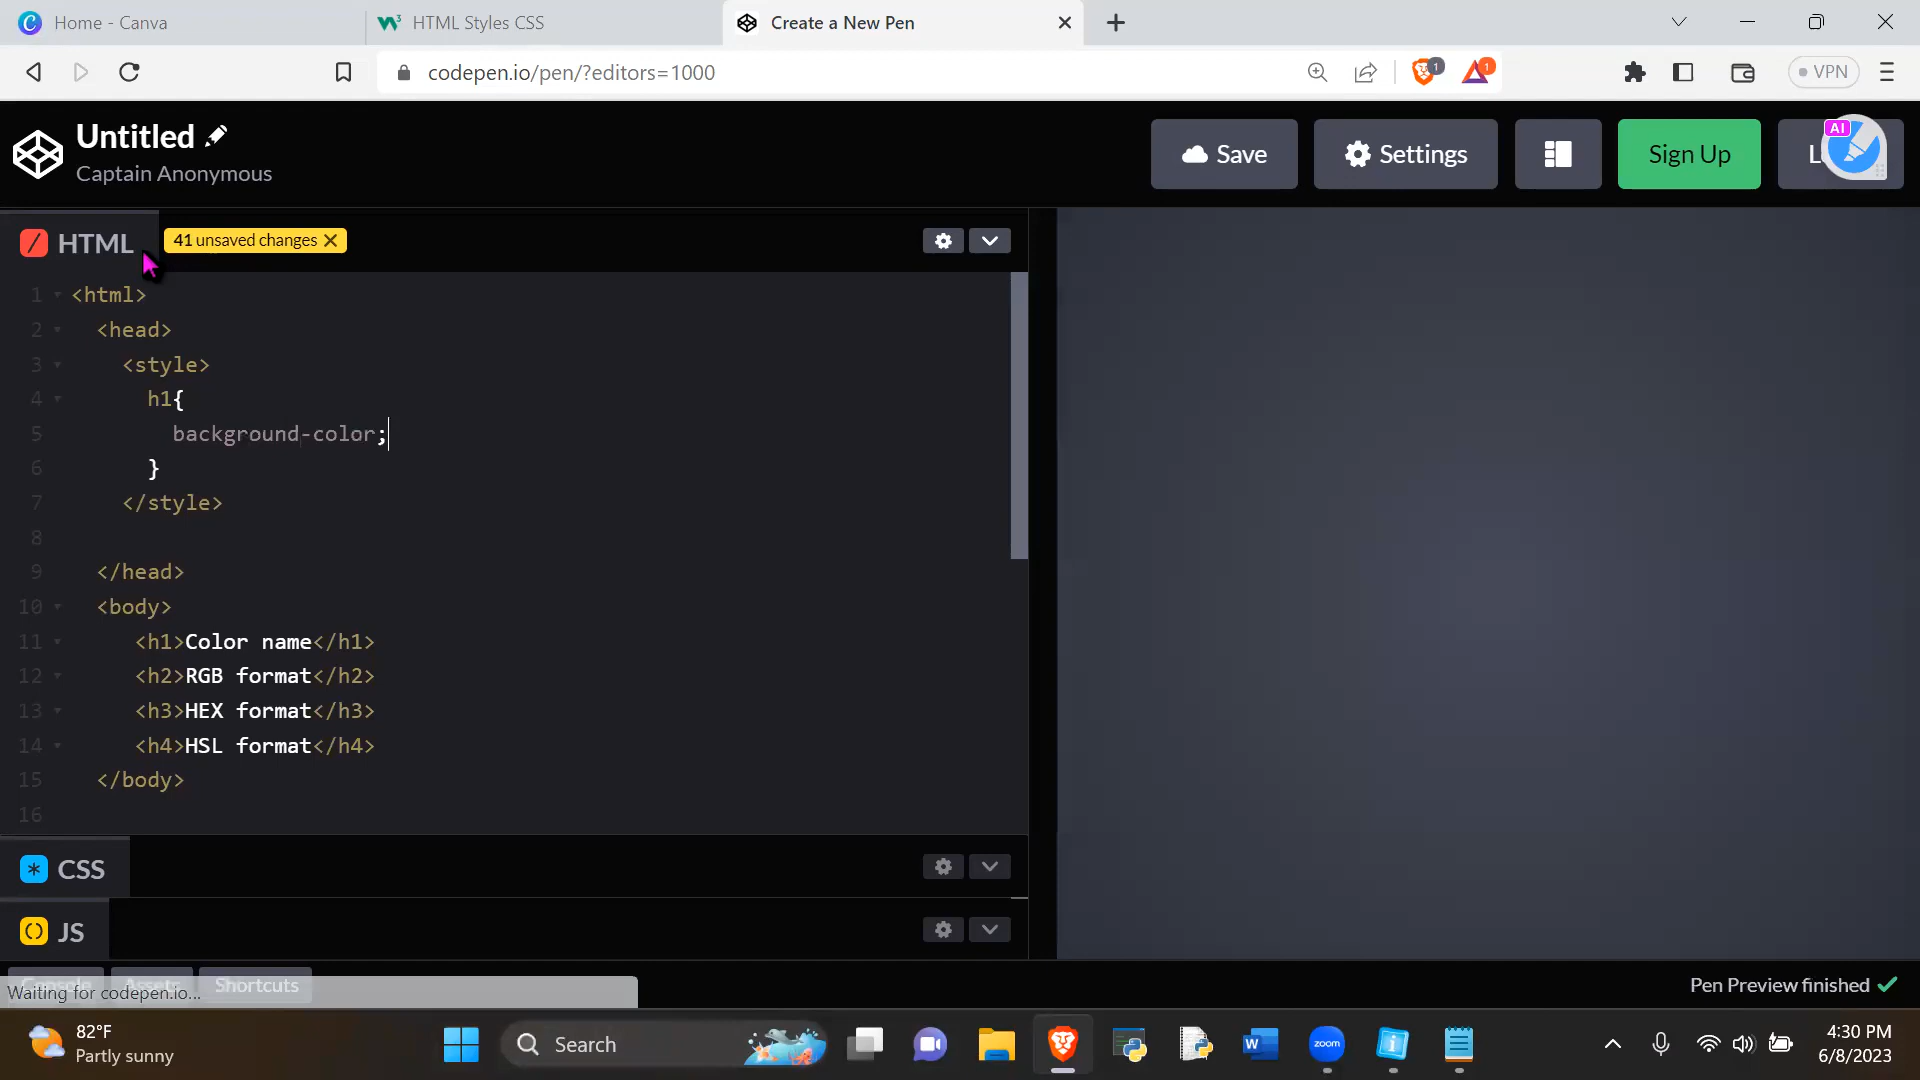 Home - Canva
HTML Styles CSS
Create a New Pen
codepen.io/pen/?editors=1000
1
1
VPN
Untitled
Captain Anonymous
Save
Settings
Sign Up
AI
HTML
41 unsaved changes
1 <html>
2 <head>
3 <style>
4 h1{
5 background-color;
6 }
7 </style>
8
9 </head>
10 <body>
11 <h1>Color name</h1>
12 <h2>RGB format</h2>
13 <h3>HEX format</h3>
14 <h4>HSL format</h4>
15 </body>
16
CSS
JS
Console Assets Shortcuts
Waiting for codepen.io...
Pen Preview finished
82°F
Partly sunny
Search
zoom
4:30 PM
6/8/2023